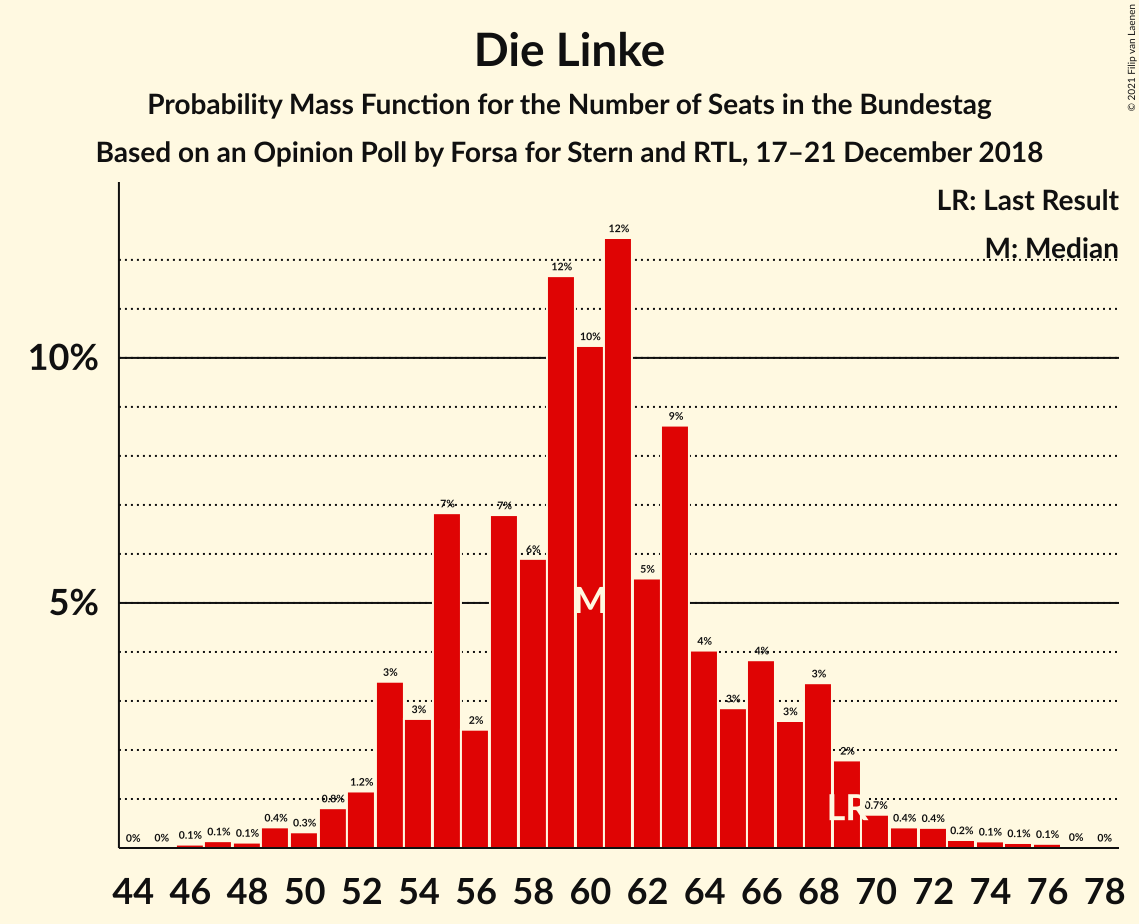 Die Linke
Probability Mass Function for the Number of Seats in the Bundestag
Based on an Opinion Poll by Forsa for Stern and RTL, 17–21 December 2018
© 2021 Filip van Laenen
LR: Last Result
M: Median
10%
5%
0% 0% 0.1% 0.1% 0.1% 0.4% 0.3% 0.8% 1.2% 3% 3% 7% 2% 7% 6% 12% 10% 12% 5% 9% 4% 3% 4% 3% 3% 2% 0.7% 0.4% 0.4% 0.2% 0.1% 0.1% 0.1% 0% 0%
M
LR
44 46 48 50 52 54 56 58 60 62 64 66 68 70 72 74 76 78